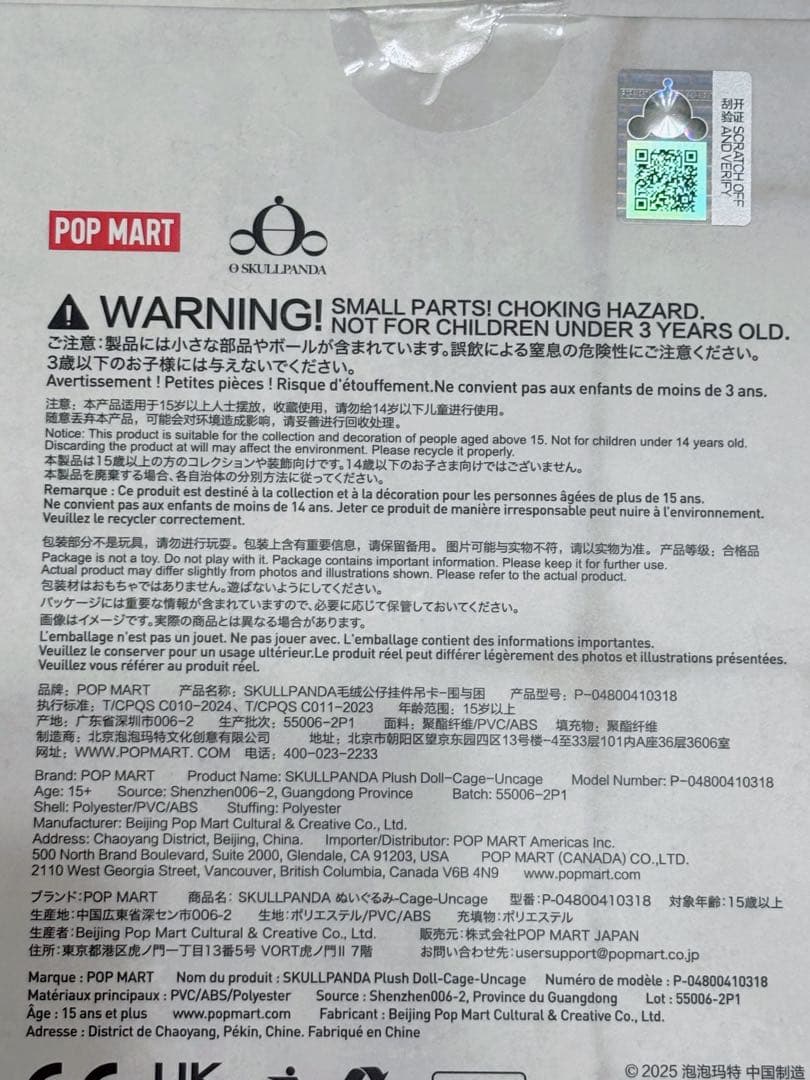 刮开
验证 SCRATCH OFF
AND VERIFY
POP MART
SKULLPANDA
WARNING! SMALL PARTS! CHOKING HAZARD.
NOT FOR CHILDREN UNDER 3 YEARS OLD.
ご注意：製品には小さな部品やボールが含まれています。誤飲による窒息の危険性にご注意ください。
3歳以下のお子様には与えないでください。
Avertissement ! Petites pièces ! Risque d'étouffement.Ne convient pas aux enfants de moins de 3 ans.
注意：本产品适用于15岁以上人士摆放，收藏使用，请勿给14岁以下儿童进行使用。
随意丢弃本产品，可能会对环境造成影响，请妥善进行回收处理。
Notice: This product is suitable for the collection and decoration of people aged above 15. Not for children under 14 years old.
Discarding the product at will may affect the environment. Please recycle it properly.
本製品は15歳以上の方のコレクションや装飾向けです。14歳以下のお子さま向けではございません。
本製品を廃棄する場合、各自治体の分別方法に従ってください。
Remarque : Ce produit est destiné à la collection et à la décoration pour les personnes âgées de plus de 15 ans.
Ne convient pas aux enfants de moins de 14 ans. Jeter ce produit de manière irresponsable peut nuire à l'environnement.
Veuillez le recycler correctement.
包装部分不是玩具，请勿进行玩耍。包装上含有重要信息，请保留备用。 图片可能与实物不符，请以实物为准。 产品等级：合格品
Package is not a toy. Do not play with it. Package contains important information. Please keep it for further use.
Actual product may differ slightly from photos and illustrations shown. Please refer to the actual product.
包装材はおもちゃではありません。遊ばないようにしてください。
パッケージには重要な情報が含まれていますので、必要に応じて保管しておいてください。
画像はイメージです。実際の商品とは異なる場合があります。
L'emballage n'est pas un jouet. Ne pas jouer avec. L'emballage contient des informations importantes.
Veuillez le conserver pour un usage ultérieur.Le produit réel peut différer légèrement des photos et illustrations présentées.
Veuillez vous référer au produit réel.
品牌：POP MART 产品名称：SKULLPANDA毛绒公仔挂件吊卡-围与困 产品型号：P-04800410318
执行标准：T/CPQS C010-2024、T/CPQS C011-2023 年龄范围：15岁以上
产地：广东省深圳市006-2 生产批次：55006-2P1 面料：聚酯纤维/PVC/ABS 填充物：聚酯纤维
制造商：北京泡泡玛特文化创意有限公司 地址：北京市朝阳区望京东园四区13号楼-4至33层101内A座36层3606室
网址：WWW.POPMART. COM 电话：400-023-2233
Brand: POP MART Product Name: SKULLPANDA Plush Doll-Cage-Uncage Model Number: P-04800410318
Age: 15+ Source: Shenzhen006-2, Guangdong Province Batch: 55006-2P1
Shell: Polyester/PVC/ABS Stuffing: Polyester
Manufacturer: Beijing Pop Mart Cultural & Creative Co., Ltd.
Address: Chaoyang District, Beijing, China. Importer/Distributor: POP MART Americas Inc.
500 North Brand Boulevard, Suite 2000, Glendale, CA 91203, USA POP MART (CANADA) CO.,LTD.
2110 West Georgia Street, Vancouver, British Columbia, Canada V6B 4N9 www.popmart.com
ブランド：POP MART 商品名：SKULLPANDA ぬいぐるみ-Cage-Uncage 型番：P-04800410318 対象年齢：15歳以上
生産地：中国広東省深セン市006-2 生地：ポリエステル/PVC/ABS 充填物：ポリエステル
生産者：Beijing Pop Mart Cultural & Creative Co., Ltd. 販売元：株式会社POP MART JAPAN
住所：東京都港区虎ノ門一丁目13番5号 VORT虎ノ門II 7階 お問い合わせ先：usersupport@popmart.co.jp
Marque : POP MART Nom du produit : SKULLPANDA Plush Doll-Cage-Uncage Numéro de modèle : P-04800410318
Matériaux principaux : PVC/ABS/Polyester Source : Shenzhen006-2, Province du Guangdong Lot : 55006-2P1
Âge : 15 ans et plus www.popmart.com Fabricant : Beijing Pop Mart Cultural & Creative Co., Ltd.
Adresse : District de Chaoyang, Pékin, Chine. Fabriqué en Chine
CE UK
© 2025 泡泡玛特 中国制造